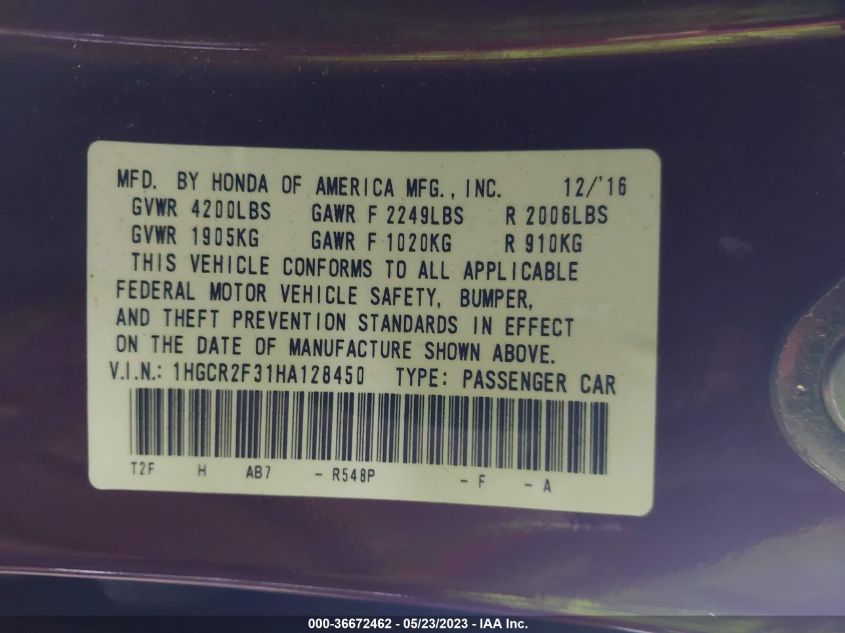 MFD. BY HONDA OF AMERICA MFG., INC. 12/'16
GVWR 4200LBS GAWR F 2249LBS R 2006LBS
GVWR 1905KG GAWR F 1020KG R 910KG
THIS VEHICLE CONFORMS TO ALL APPLICABLE
FEDERAL MOTOR VEHICLE SAFETY, BUMPER,
AND THEFT PREVENTION STANDARDS IN EFFECT
ON THE DATE OF MANUFACTURE SHOWN ABOVE.
V.I.N.: 1HGCR2F31HA128450 TYPE: PASSENGER CAR
T2F H AB7 - R548P - F - A
000-36672462 - 05/23/2023 - IAA Inc.